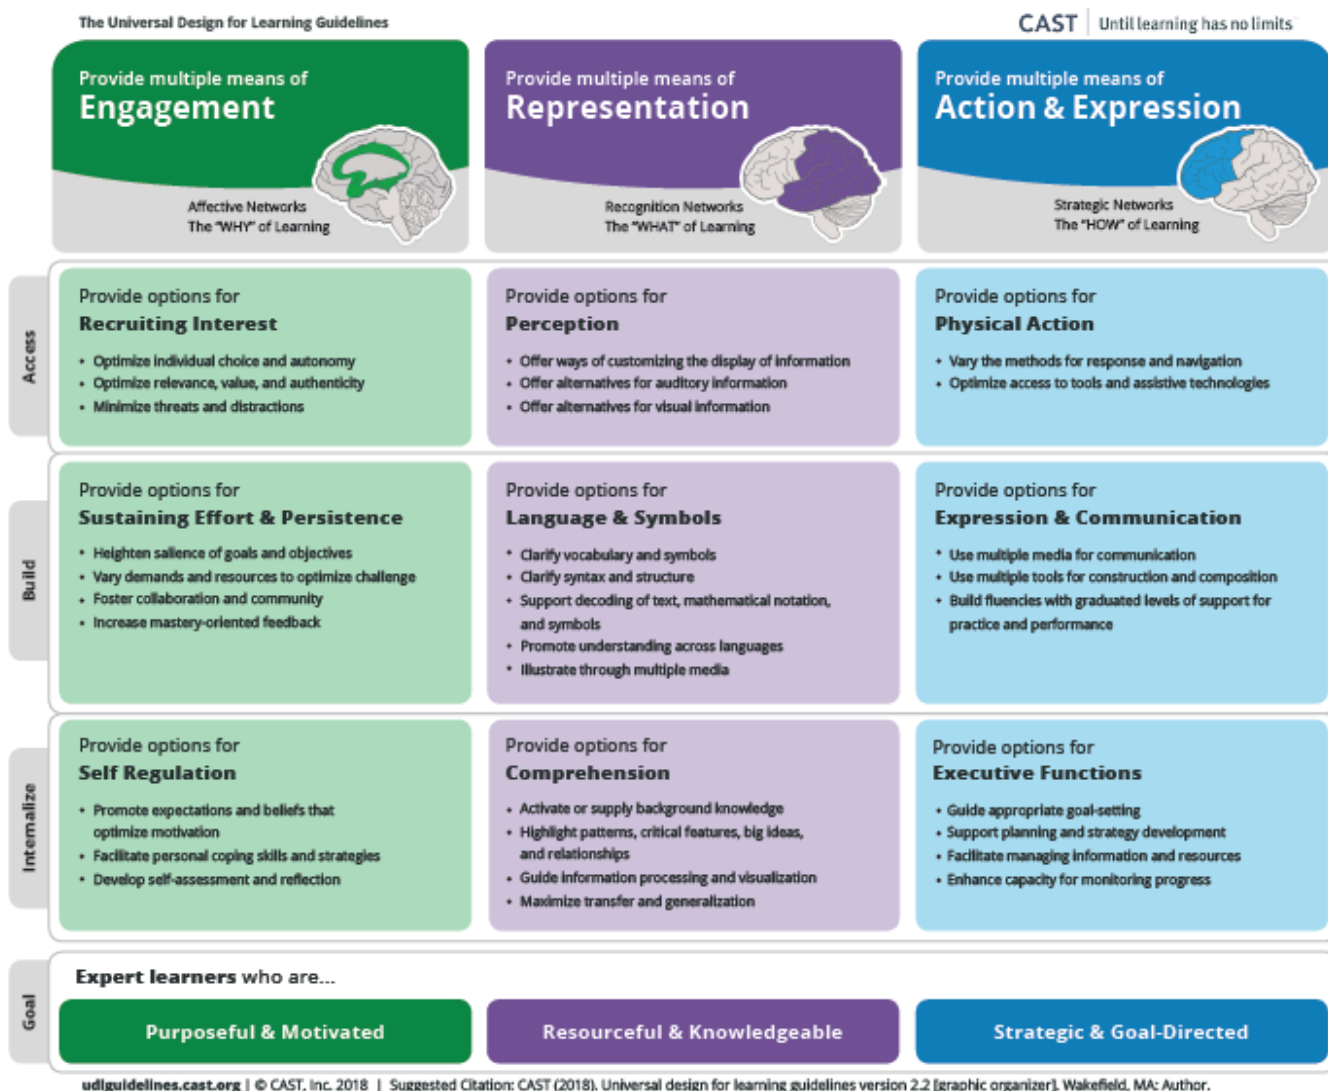 The Universal Design for Learning Guidelines
CAST | Until learning has no limits
Provide multiple means of
Engagement
Affective Networks
The "WHY" of Learning
Provide multiple means of
Representation
Recognition Networks
The "WHAT" of Learning
Provide multiple means of
Action & Expression
Strategic Networks
The "HOW" of Learning
Access
Provide options for
Recruiting Interest
• Optimize individual choice and autonomy
• Optimize relevance, value, and authenticity
• Minimize threats and distractions
Provide options for
Perception
• Offer ways of customizing the display of information
• Offer alternatives for auditory information
• Offer alternatives for visual information
Provide options for
Physical Action
• Vary the methods for response and navigation
• Optimize access to tools and assistive technologies
Build
Provide options for
Sustaining Effort & Persistence
• Heighten salience of goals and objectives
• Vary demands and resources to optimize challenge
• Foster collaboration and community
• Increase mastery-oriented feedback
Provide options for
Language & Symbols
• Clarify vocabulary and symbols
• Clarify syntax and structure
• Support decoding of text, mathematical notation,
and symbols
• Promote understanding across languages
• Illustrate through multiple media
Provide options for
Expression & Communication
• Use multiple media for communication
• Use multiple tools for construction and composition
• Build fluencies with graduated levels of support for
practice and performance
Internalize
Provide options for
Self Regulation
• Promote expectations and beliefs that
optimize motivation
• Facilitate personal coping skills and strategies
• Develop self-assessment and reflection
Provide options for
Comprehension
• Activate or supply background knowledge
• Highlight patterns, critical features, big ideas,
and relationships
• Guide information processing and visualization
• Maximize transfer and generalization
Provide options for
Executive Functions
• Guide appropriate goal-setting
• Support planning and strategy development
• Facilitate managing information and resources
• Enhance capacity for monitoring progress
Goal
Expert learners who are...
Purposeful & Motivated
Resourceful & Knowledgeable
Strategic & Goal-Directed
udlguidelines.cast.org | © CAST, Inc. 2018 | Suggested Citation: CAST (2018). Universal design for learning guidelines version 2.2 [graphic organizer]. Wakefield, MA: Author.